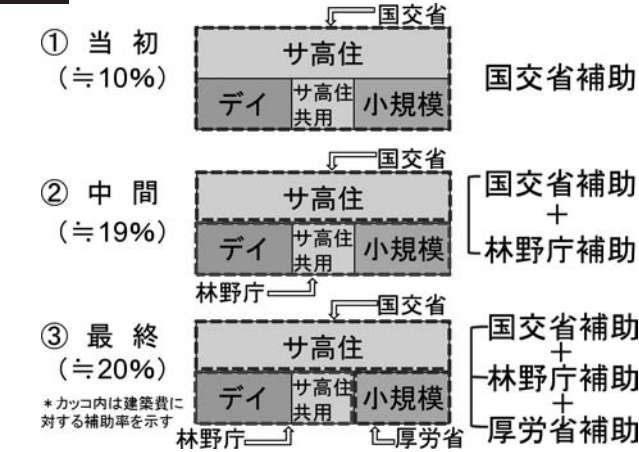 国交省
① 当 初
(≒10%)
サ高住
デイ
サ高住
共用
小規模
国交省補助
国交省
② 中 間
(≒19%)
サ高住
デイ
サ高住
共用
小規模
林野庁
国交省補助
+
林野庁補助
国交省
③ 最 終
(≒20%)
サ高住
デイ
サ高住
共用
小規模
*カッコ内は建築費に
対する補助率を示す
林野庁
厚労省
国交省補助
+
林野庁補助
+
厚労省補助